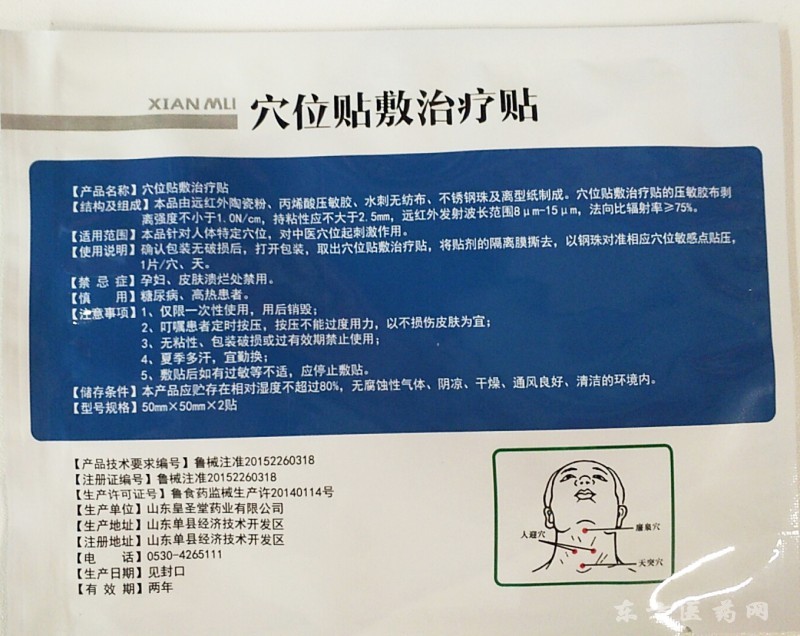 XIANMLI 穴位贴敷治疗贴
【产品名称】穴位贴敷治疗贴
【结构及组成】本品由远红外陶瓷粉、丙烯酸压敏胶、水刺无纺布、不锈钢珠及离型纸制成。穴位贴敷治疗贴的压敏胶布剥
离强度不小于1.0N/cm，持粘性应不大于2.5mm，远红外发射波长范围8μm-15μm，法向比辐射率≥75%。
【适用范围】本品针对人体特定穴位，对中医穴位起刺激作用。
【使用说明】确认包装无破损后，打开包装，取出穴位贴敷治疗贴，将贴剂的隔离膜撕去，以钢珠对准相应穴位敏感点贴压，
1片/穴、天。
【禁 忌 症】孕妇、皮肤溃烂处禁用。
【慎 用】糖尿病、高热患者。
【注意事项】1、仅限一次性使用，用后销毁；
2、叮嘱患者定时按压，按压不能过度用力，以不损伤皮肤为宜；
3、无粘性、包装破损或过有效期禁止使用；
4、夏季多汗，宜勤换；
5、敷贴后如有过敏等不适，应停止敷贴。
【储存条件】本产品应贮存在相对湿度不超过80%，无腐蚀性气体、阴凉、干燥、通风良好、清洁的环境内。
【型号规格】50mm×50mm×2贴
【产品技术要求编号】鲁械注准20152260318
【注册证编号】鲁械注准20152260318
【生产许可证号】鲁食药监械生产许20140114号
【生产单位】山东皇圣堂药业有限公司
【生产地址】山东单县经济技术开发区
【注册地址】山东单县经济技术开发区
【电 话】0530-4265111
【生产日期】见封口
【有 效 期】两年
廉泉穴
人迎穴
天突穴
东方医药网